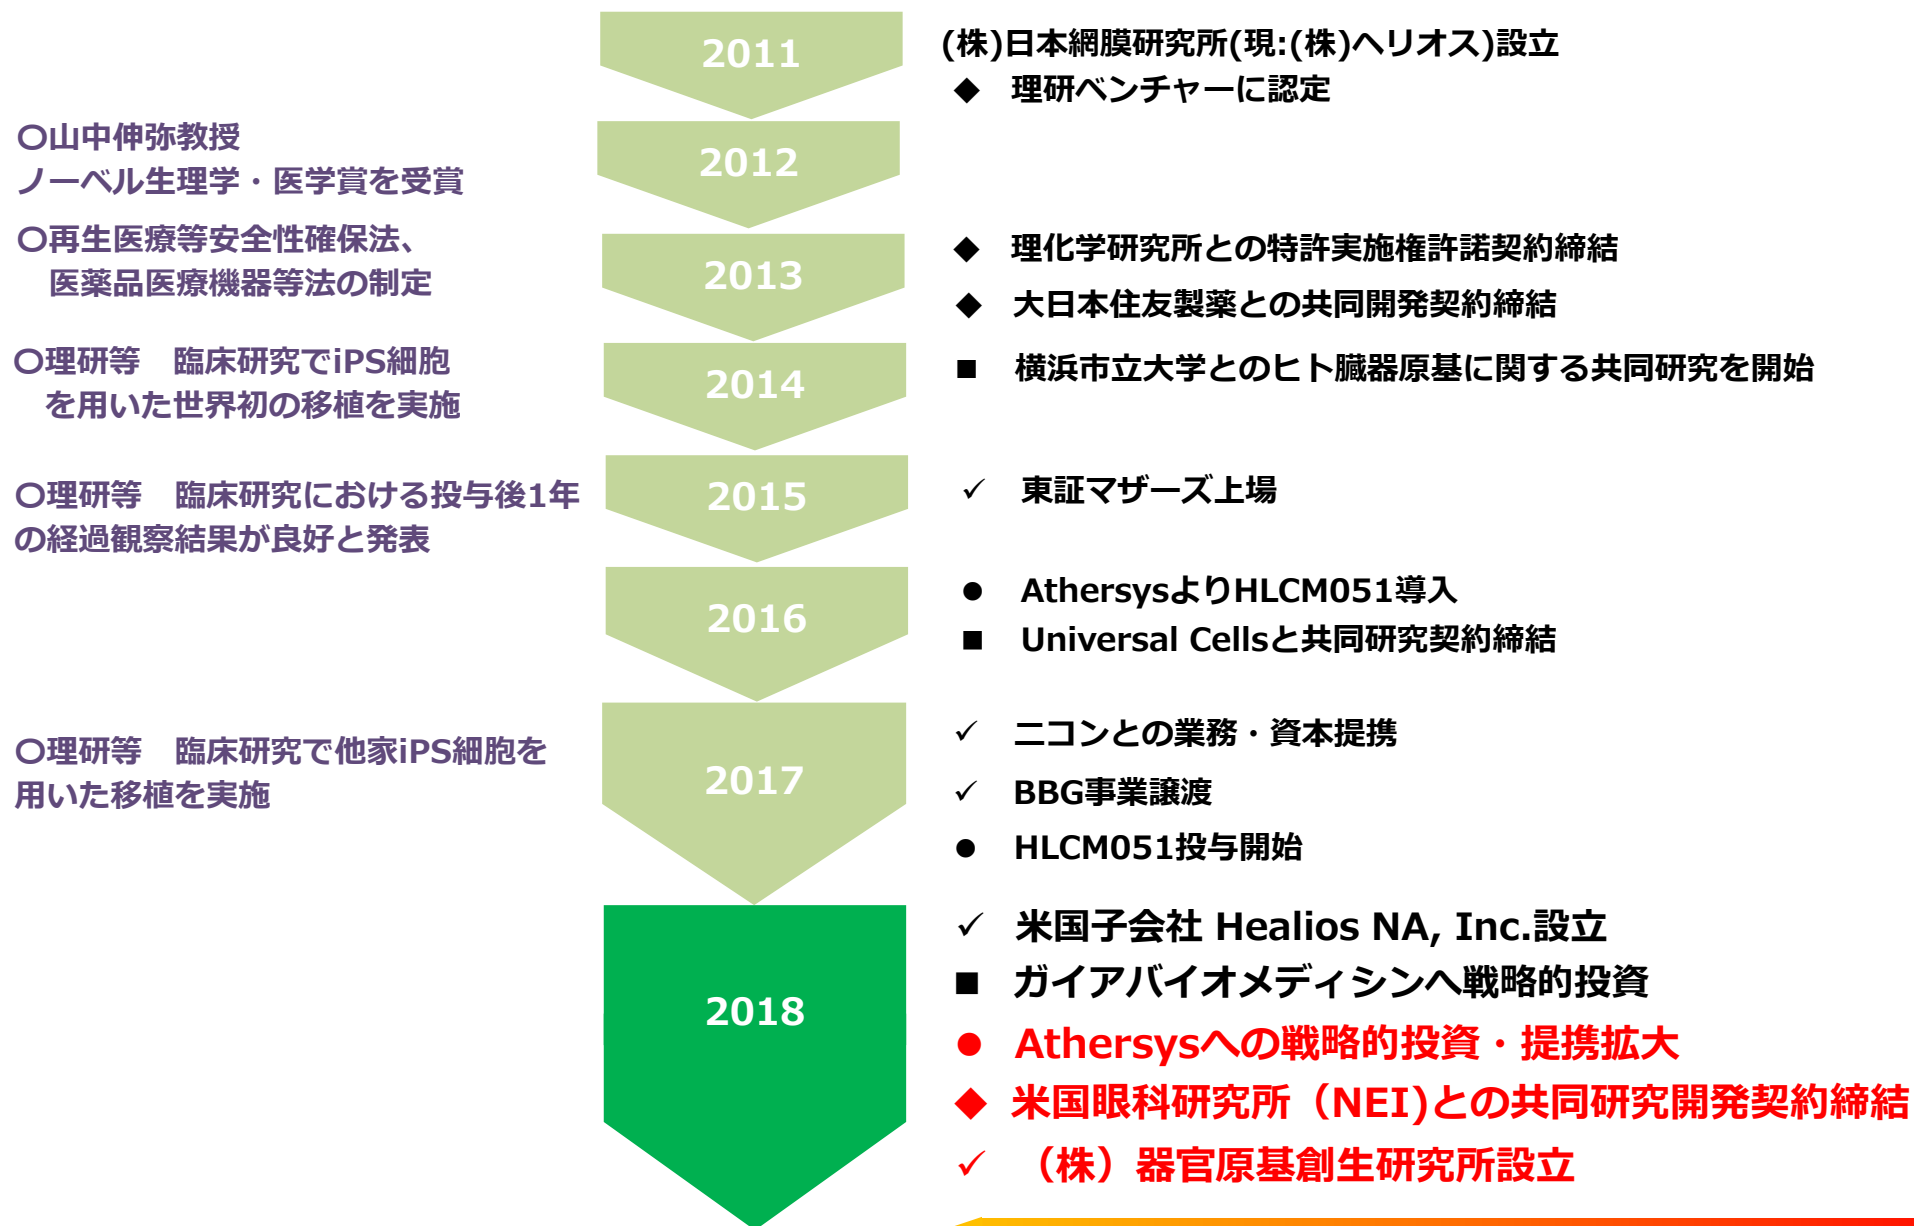 2011
(株)日本網膜研究所(現:(株)ヘリオス)設立
◆ 理研ベンチャーに認定
〇山中伸弥教授
ノーベル生理学・医学賞を受賞
2012
〇再生医療等安全性確保法、
医薬品医療機器等法の制定
2013
◆ 理化学研究所との特許実施権許諾契約締結
◆ 大日本住友製薬との共同開発契約締結
〇理研等 臨床研究でiPS細胞
を用いた世界初の移植を実施
2014
■ 横浜市立大学とのヒト臓器原基に関する共同研究を開始
〇理研等 臨床研究における投与後1年
の経過観察結果が良好と発表
2015
✓ 東証マザーズ上場
2016
● AthersysよりHLCM051導入
■ Universal Cellsと共同研究契約締結
〇理研等 臨床研究で他家iPS細胞を
用いた移植を実施
2017
✓ ニコンとの業務・資本提携
✓ BBG事業譲渡
● HLCM051投与開始
2018
✓ 米国子会社 Healios NA, Inc.設立
■ ガイアバイオメディシンへ戦略的投資
● Athersysへの戦略的投資・提携拡大
◆ 米国眼科研究所（NEI)との共同研究開発契約締結
✓ （株）器官原基創生研究所設立